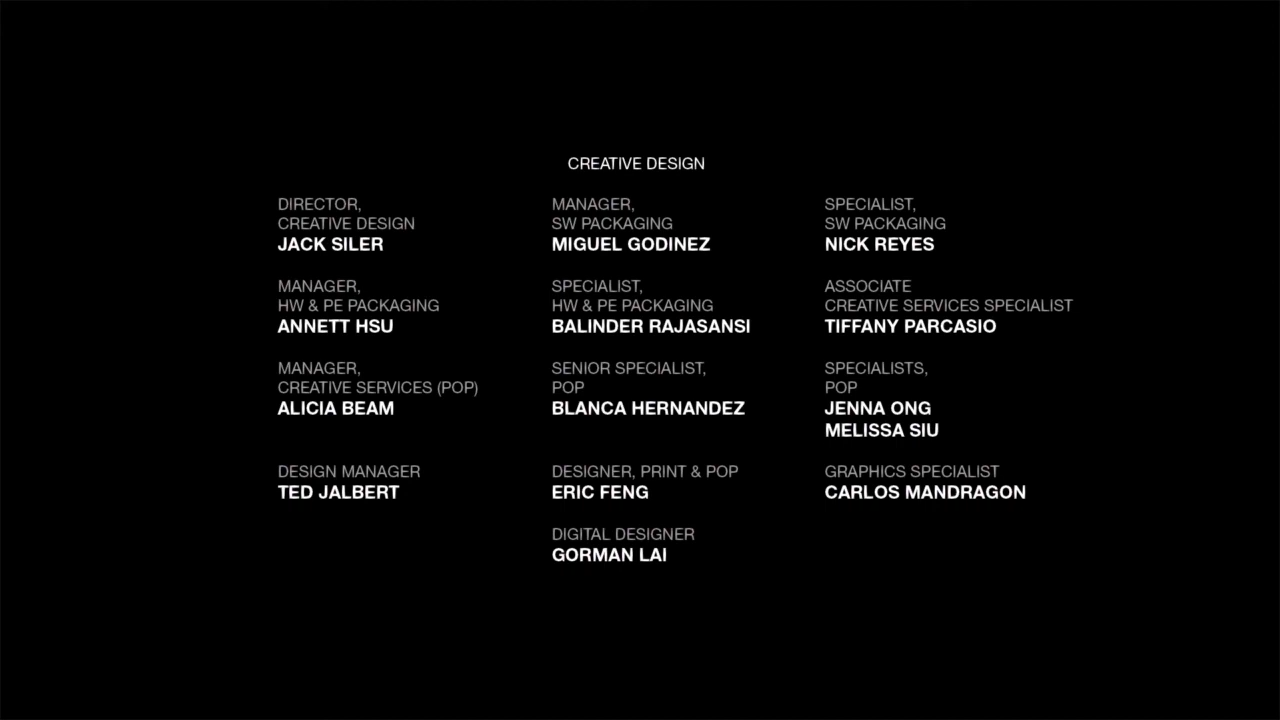 CREATIVE DESIGN
DIRECTOR,
CREATIVE DESIGN
JACK SILER
MANAGER,
SW PACKAGING
MIGUEL GODINEZ
SPECIALIST,
SW PACKAGING
NICK REYES
MANAGER,
HW & PE PACKAGING
ANNETT HSU
SPECIALIST,
HW & PE PACKAGING
BALINDER RAJASANSI
ASSOCIATE
CREATIVE SERVICES SPECIALIST
TIFFANY PARCASIO
MANAGER,
CREATIVE SERVICES (POP)
ALICIA BEAM
SENIOR SPECIALIST,
POP
BLANCA HERNANDEZ
SPECIALISTS,
POP
JENNA ONG
MELISSA SIU
DESIGN MANAGER
TED JALBERT
DESIGNER, PRINT & POP
ERIC FENG
GRAPHICS SPECIALIST
CARLOS MANDRAGON
DIGITAL DESIGNER
GORMAN LAI